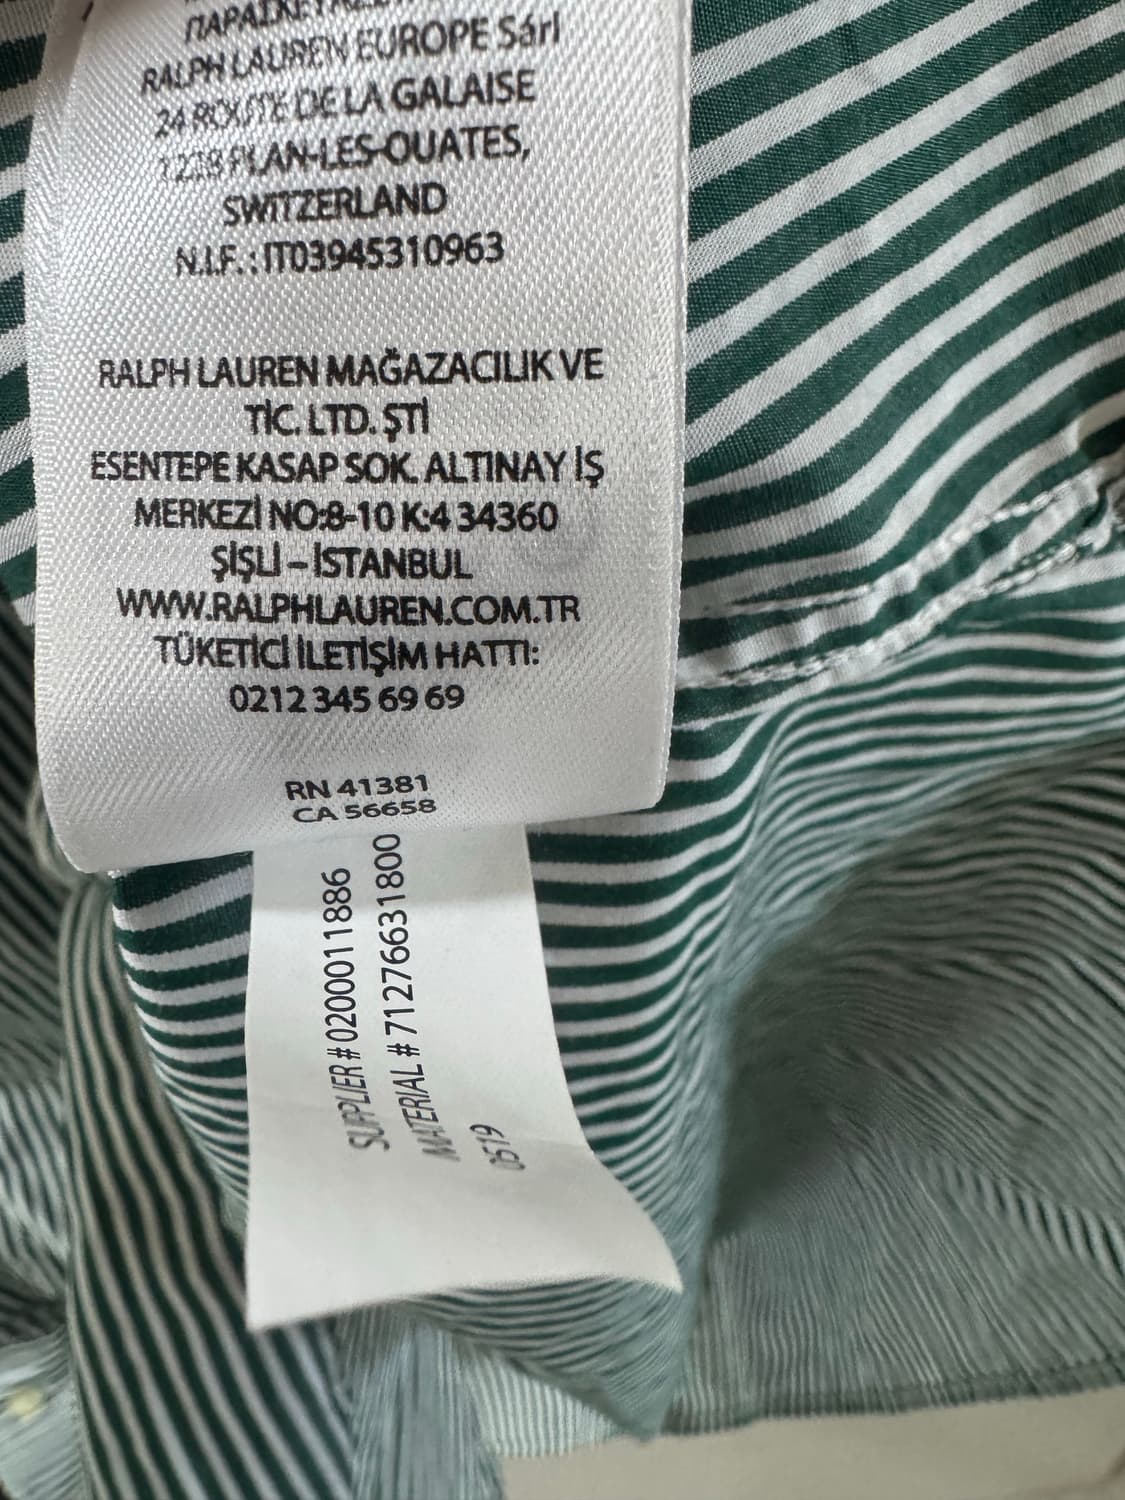 RALPH LAUREN EUROPE Sárl
24 ROUTE DE LA GALAISE
1228 PLAN-LES-OUATES,
SWITZERLAND
N.I.F. : IT03945310963
RALPH LAUREN MAĞAZACILIK VE
TİC. LTD. ŞTİ
ESENTEPE KASAP SOK. ALTINAY İŞ
MERKEZİ NO:8-10 K:4 34360
ŞİŞLİ – İSTANBUL
WWW.RALPHLAUREN.COM.TR
TÜKETİCİ İLETİŞİM HATTI:
0212 345 69 69
RN 41381
CA 56658
SUPPLIER # 0200011886
MATERIAL # 712766631800
0519